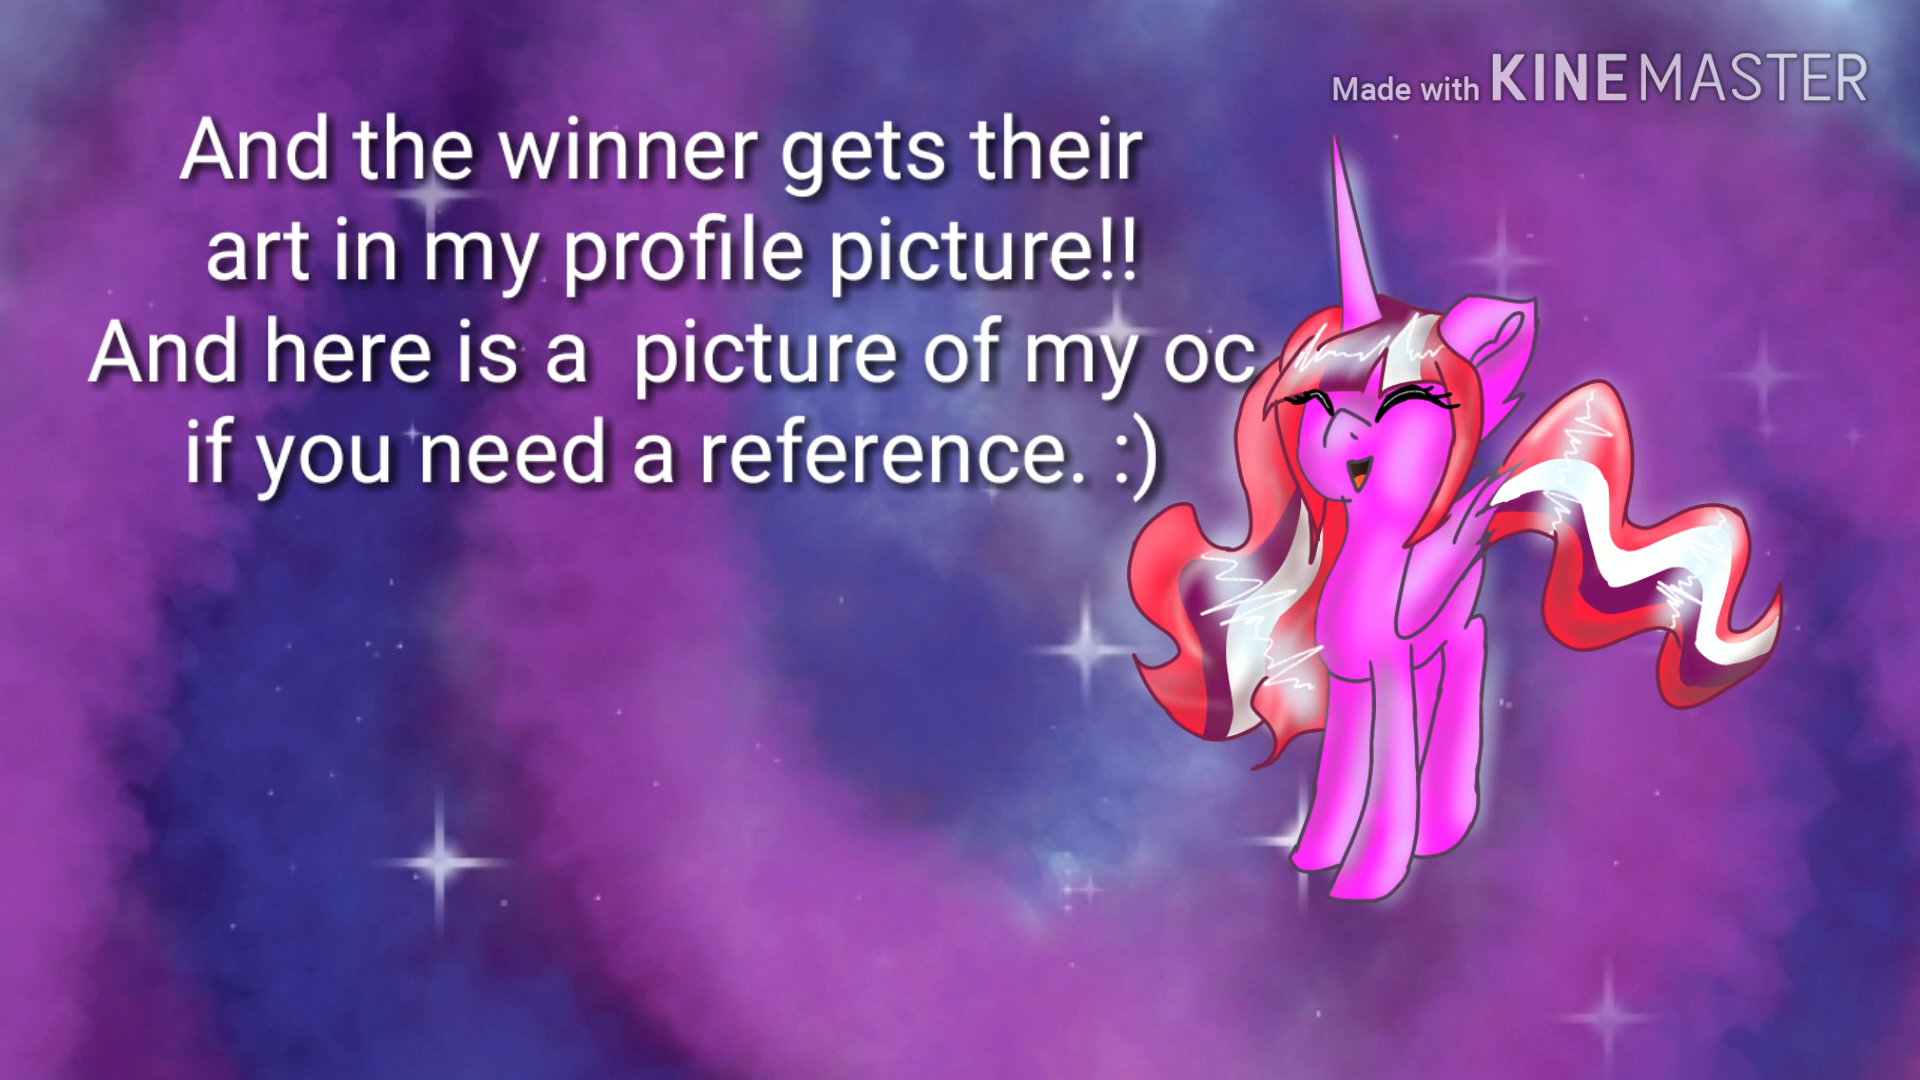 Made with KINEMASTER
And the winner gets their
art in my profile picture!!
And here is a  picture of my oc
if you need a reference. :)